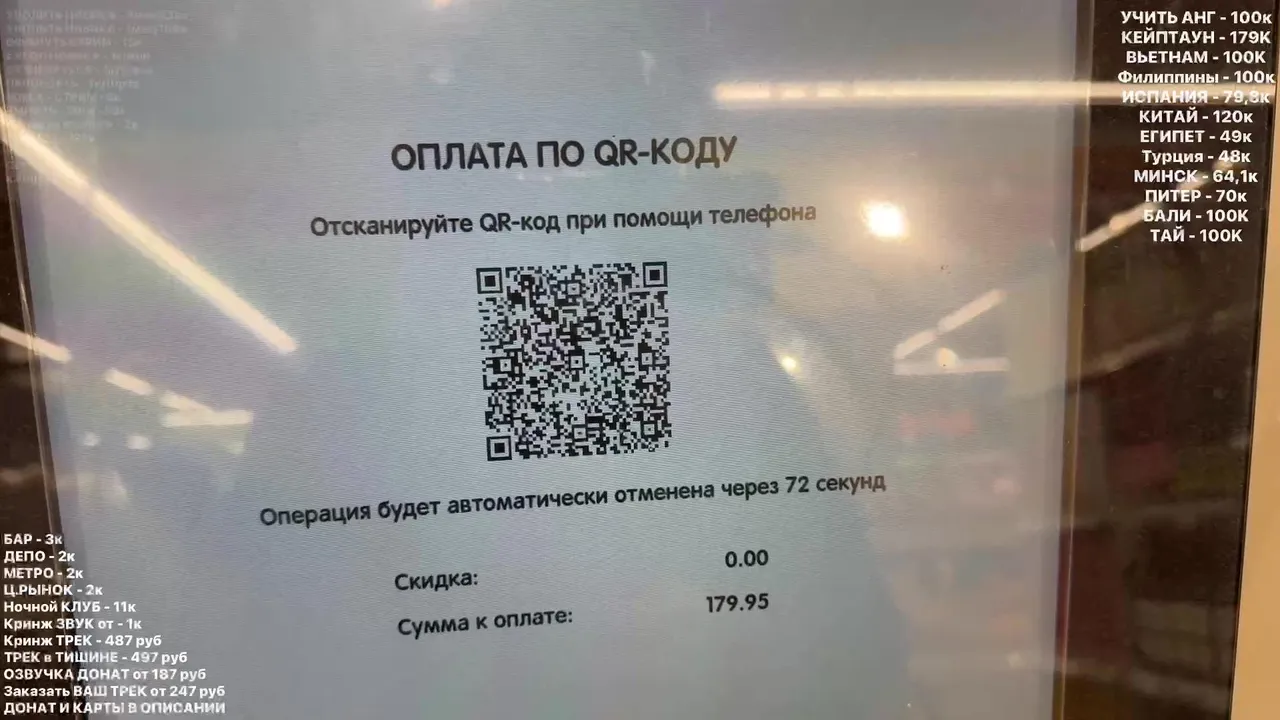 УЧИТЬ АНГ - 100к
КЕЙПТАУН - 179К
ВЬЕТНАМ - 100К
Филиппины - 100к
ИСПАНИЯ - 79,8к
КИТАЙ - 120к
ЕГИПЕТ - 49к
Турция - 48к
МИНСК - 64,1к
ПИТЕР - 70к
БАЛИ - 100К
ТАЙ - 100К
ОПЛАТА ПО QR-КОДУ
Отсканируйте QR-код при помощи телефона
Операция будет автоматически отменена через 72 секунд
Скидка: 0.00
Сумма к оплате: 179.95
БАР - 3к
ДЕПО - 2к
МЕТРО - 2к
Ц.РЫНОК - 2к
Ночной КЛУБ - 11к
Кринж ЗВУК от - 1к
Кринж ТРЕК - 487 руб
ТРЕК в ТИШИНЕ - 497 руб
ОЗВУЧКА ДОНАТ от 187 руб
Заказать ВАШ ТРЕК от 247 руб
ДОНАТ И КАРТЫ В ОПИСАНИИ